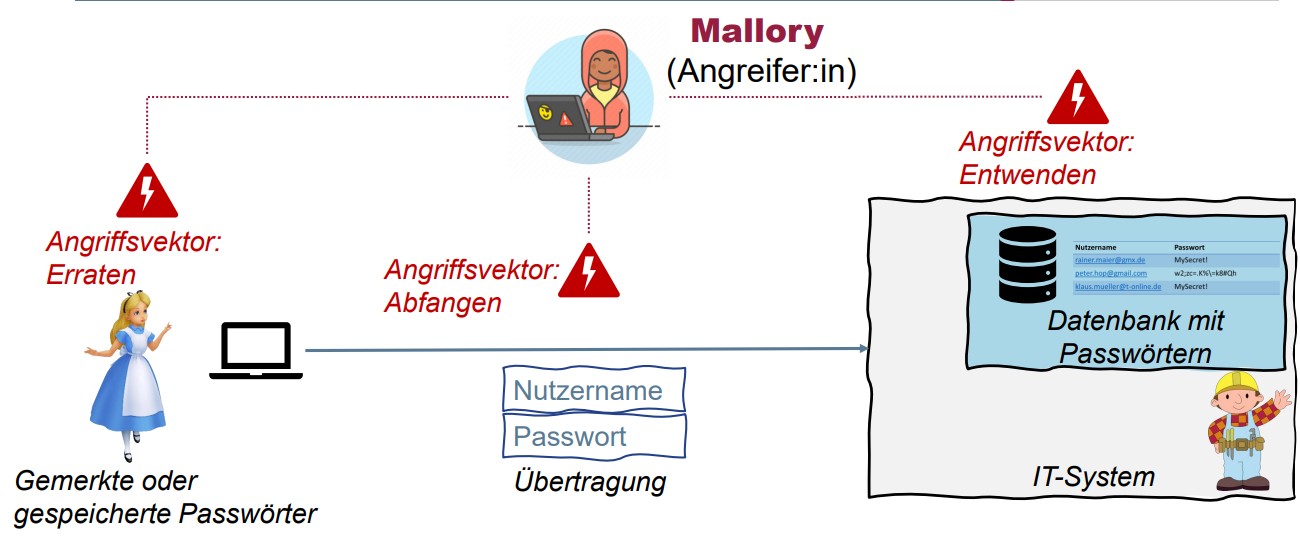 Mallory
(Angreifer:in)
Angriffsvektor:
Entwenden
Angriffsvektor:
Erraten
Angriffsvektor:
Abfangen
Nutzername Passwort
rainer.maier@gmx.de MySecret!
peter.hop@gmail.com w2;zc=.K%\=k8#Qh
klaus.mueller@t-online.de MySecret!
Datenbank mit
Passwörtern
Nutzername
Passwort
Übertragung
IT-System
Gemerkte oder
gespeicherte Passwörter